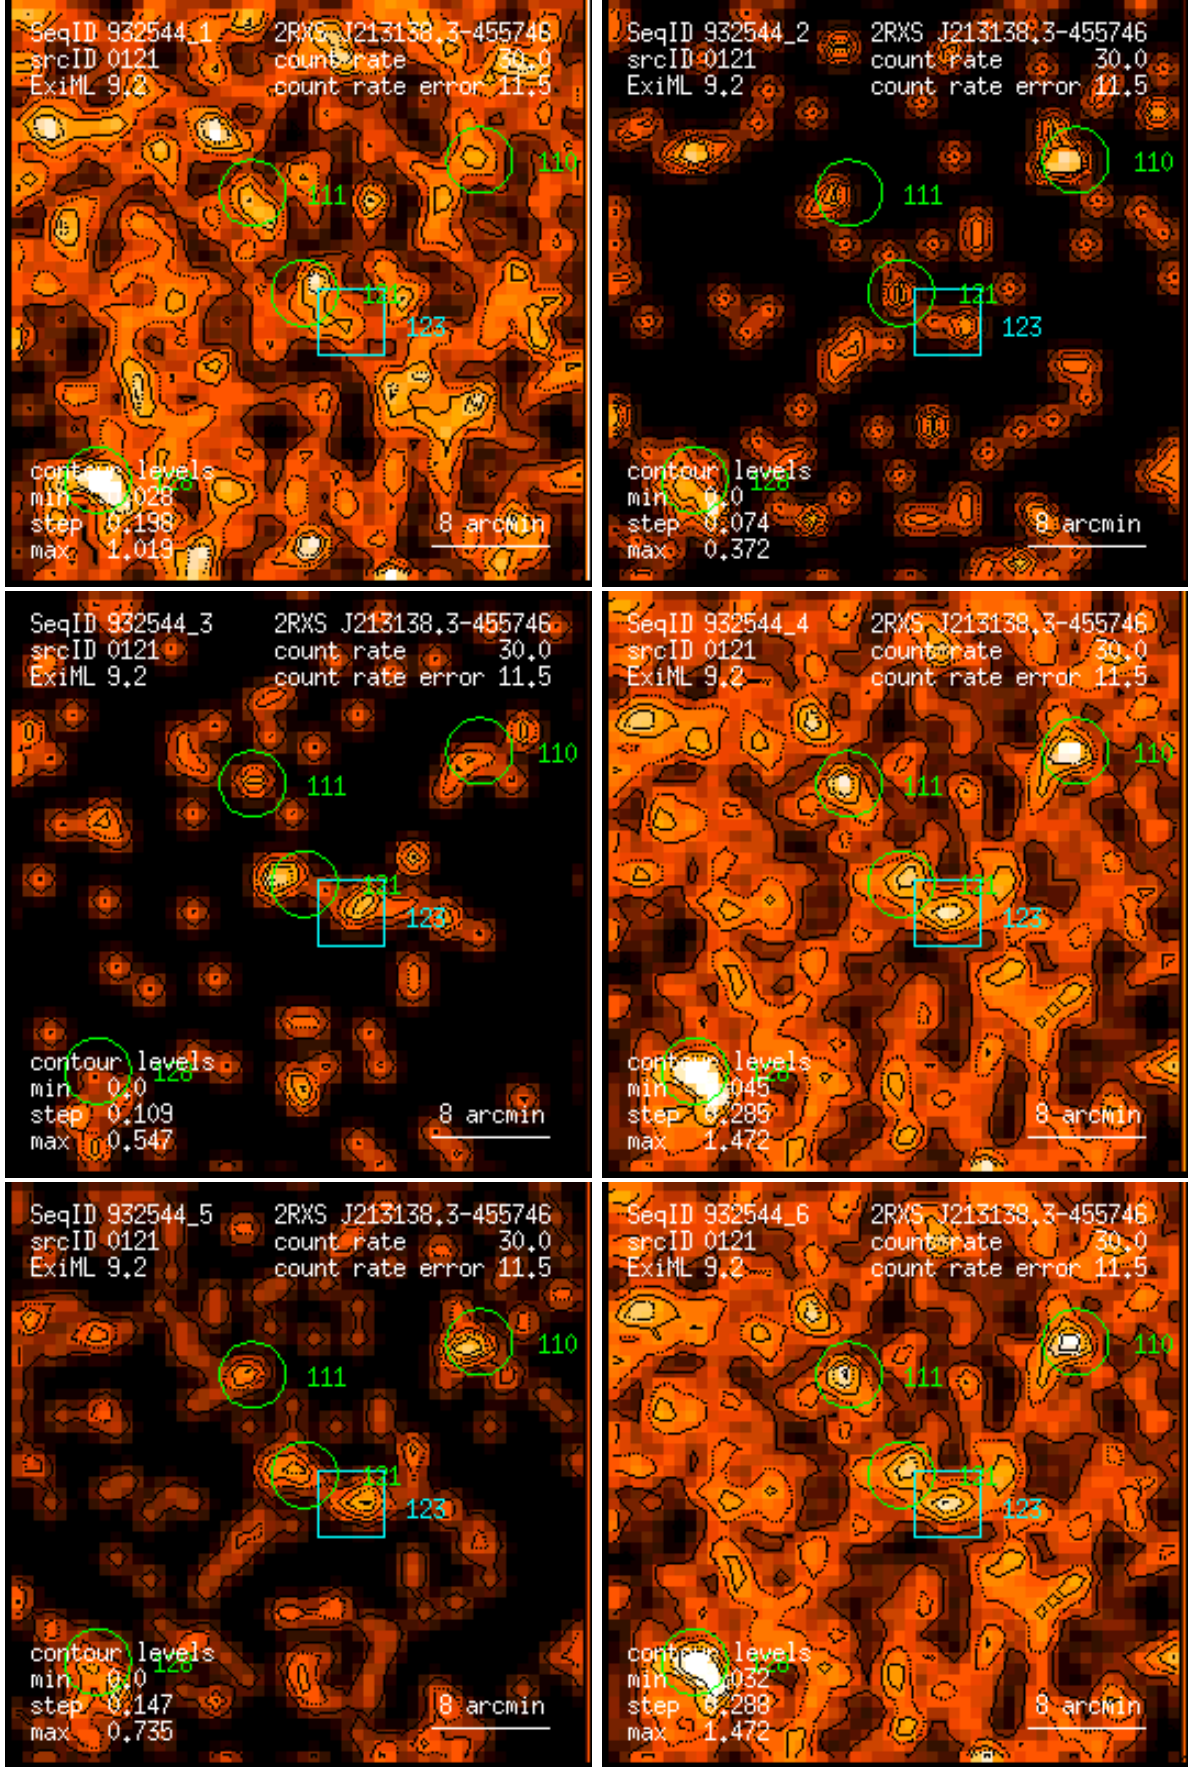 SeqID 932544_1 2RXS J213138.3-455746
srcID 0121 count rate 30.0
ExiML 9.2 count rate error 11.5
110
111
121
123
contour levels
128
min .028
step 0.198
8 arcmin
max 1.019
SeqID 932544_2 2RXS J213138.3-455746
srcID 0121 count rate 30.0
ExiML 9.2 count rate error 11.5
110
111
121
123
contour levels
128
min 0.0
step 0.074
8 arcmin
max 0.372
SeqID 932544_3 2RXS J213138.3-455746
srcID 0121 count rate 30.0
ExiML 9.2 count rate error 11.5
110
111
121
123
contour levels
128
min 0.0
step 0.109
8 arcmin
max 0.547
SeqID 932544_4 2RXS J213138.3-455746
srcID 0121 count rate 30.0
ExiML 9.2 count rate error 11.5
110
111
121
123
contour levels
128
min .045
step 0.285
8 arcmin
max 1.472
SeqID 932544_5 2RXS J213138.3-455746
srcID 0121 count rate 30.0
ExiML 9.2 count rate error 11.5
110
111
121
123
contour levels
128
min 0.0
step 0.147
8 arcmin
max 0.735
SeqID 932544_6 2RXS J213138.3-455746
srcID 0121 count rate 30.0
ExiML 9.2 count rate error 11.5
110
111
121
123
contour levels
128
min .032
step 0.288
8 arcmin
max 1.472